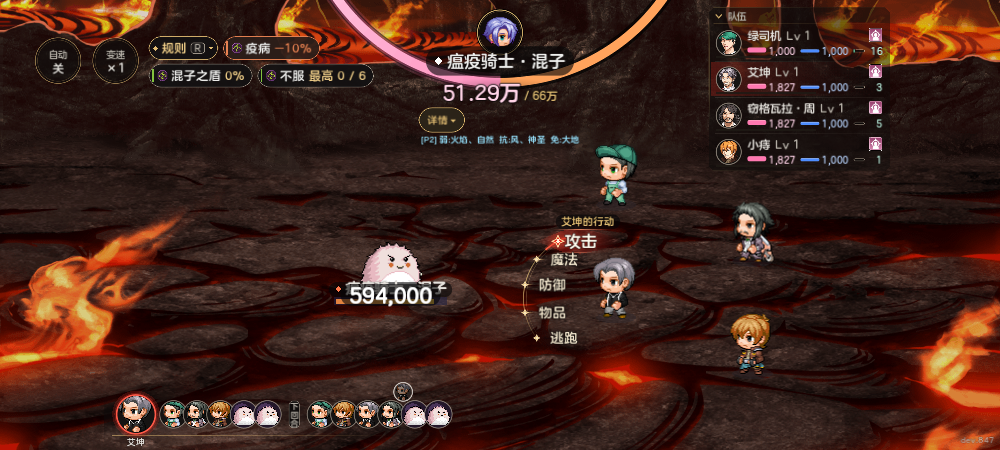 自动
关
变速
×1
规则 R
疫病 −10%
混子之盾 0%
不服 最高 0 / 6
瘟疫骑士·混子
51.29万 / 66万
详情
[P2] 弱:火焰、自然 抗:风、神圣 免:大地
队伍
绿司机 Lv 1
1,000 1,000 16
艾坤 Lv 1
1,827 1,000 3
窃格瓦拉·周 Lv 1
1,827 1,000 5
小痔 Lv 1
1,827 1,000 1
艾坤的行动
攻击
魔法
防御
物品
逃跑
594,000
艾坤